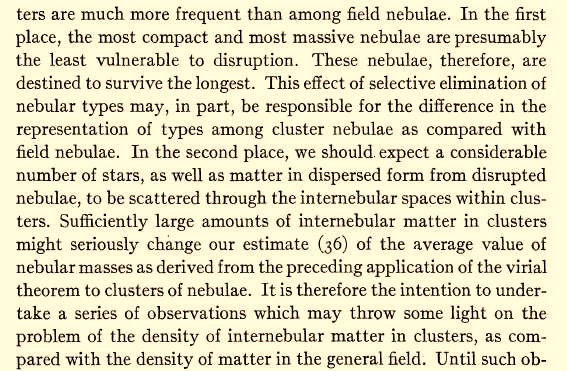 ters are much more frequent than among field nebulae. In the first
place, the most compact and most massive nebulae are presumably
the least vulnerable to disruption. These nebulae, therefore, are
destined to survive the longest. This effect of selective elimination of
nebular types may, in part, be responsible for the difference in the
representation of types among cluster nebulae as compared with
field nebulae. In the second place, we should expect a considerable
number of stars, as well as matter in dispersed form from disrupted
nebulae, to be scattered through the internebular spaces within clus-
ters. Sufficiently large amounts of internebular matter in clusters
might seriously change our estimate (36) of the average value of
nebular masses as derived from the preceding application of the virial
theorem to clusters of nebulae. It is therefore the intention to under-
take a series of observations which may throw some light on the
problem of the density of internebular matter in clusters, as com-
pared with the density of matter in the general field. Until such ob-